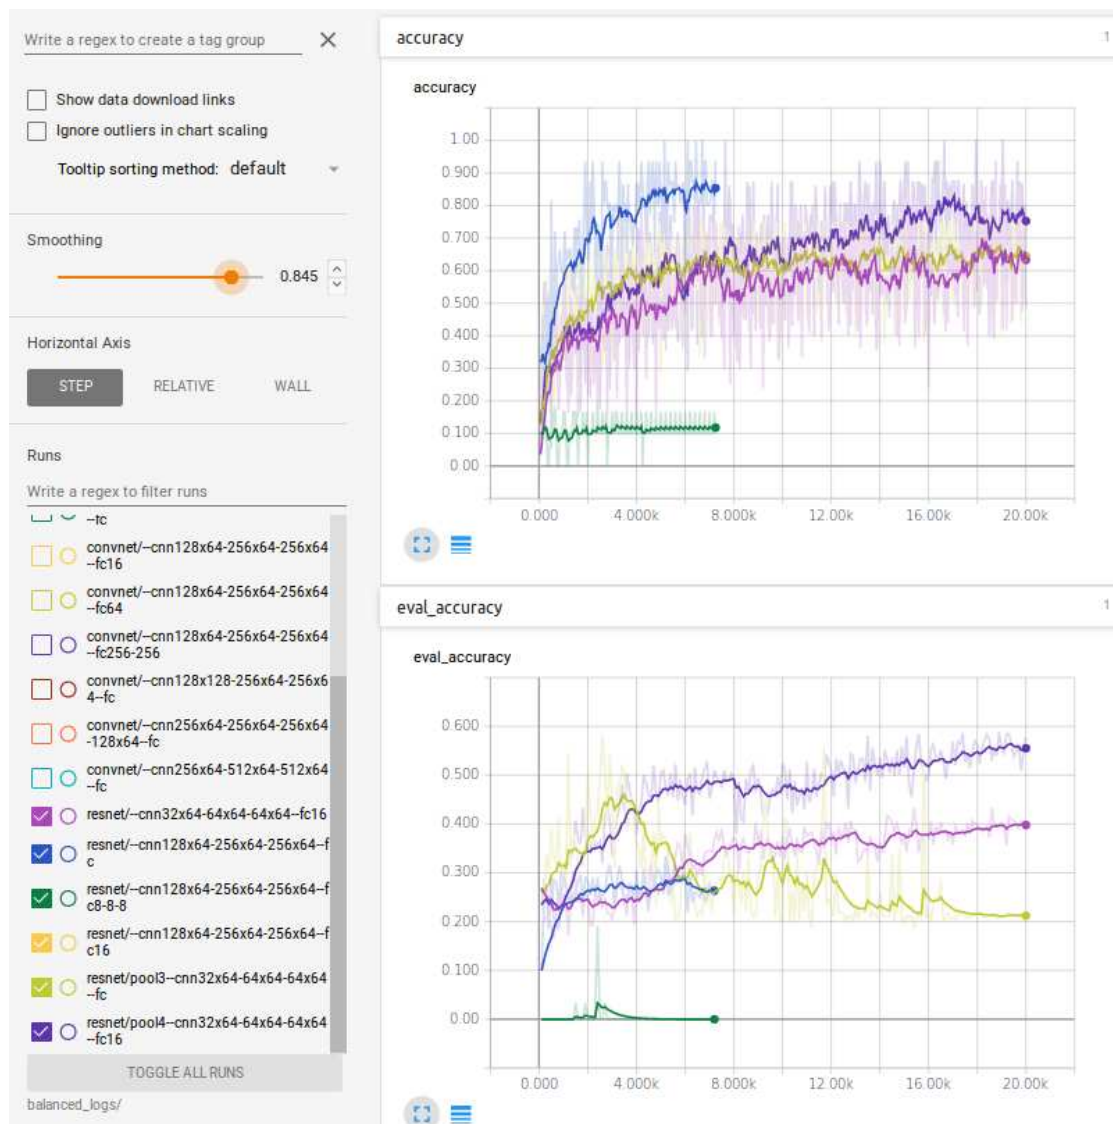 Write a regex to create a tag group
Show data download links
Ignore outliers in chart scaling
Tooltip sorting method: default
Smoothing
0.845
Horizontal Axis
STEP RELATIVE WALL
Runs
Write a regex to filter runs
--fc
convnet/--cnn128x64-256x64-256x64
--fc16
convnet/--cnn128x64-256x64-256x64
--fc64
convnet/--cnn128x64-256x64-256x64
--fc256-256
convnet/--cnn128x128-256x64-256x6
4--fc
convnet/--cnn256x64-256x64-256x64
-128x64--fc
convnet/--cnn256x64-512x64-512x64
--fc
resnet/--cnn32x64-64x64-64x64--fc16
resnet/--cnn128x64-256x64-256x64--f
c
resnet/--cnn128x64-256x64-256x64--f
c8-8-8
resnet/--cnn128x64-256x64-256x64--f
c16
resnet/pool3--cnn32x64-64x64-64x64
--fc
resnet/pool4--cnn32x64-64x64-64x64
--fc16
TOGGLE ALL RUNS
balanced_logs/
accuracy 1
accuracy
1.00
0.900
0.800
0.700
0.600
0.500
0.400
0.300
0.200
0.100
0.00
0.000 4.000k 8.000k 12.00k 16.00k 20.00k
eval_accuracy 1
eval_accuracy
0.600
0.500
0.400
0.300
0.200
0.100
0.00
0.000 4.000k 8.000k 12.00k 16.00k 20.00k